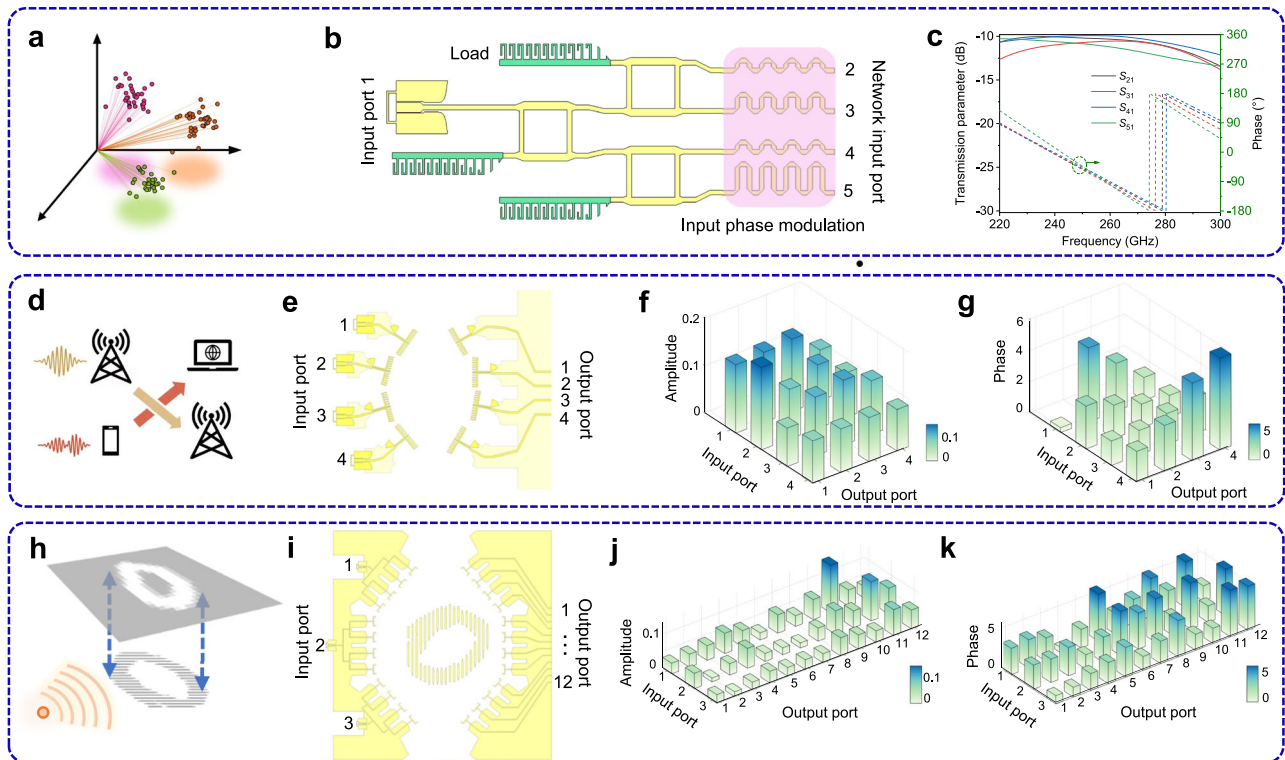 a
b
Load
Input port 1
2
3
4
5
Network input port
Input phase modulation
c
Transmission parameter (dB)
-10
-15
-20
-25
-30
S21
S31
S41
S51
360
270
180
90
0
-90
-180
Phase (°)
220
240
260
280
300
Frequency (GHz)
d
e
Input port
1
2
3
4
1
2
3
4
Output port
f
Amplitude
0.2
0.1
0
1
2
3
4
Input port
1
2
3
4
Output port
0.1
0
g
Phase
6
4
2
0
1
2
3
4
Input port
1
2
3
4
Output port
5
0
h
i
Input port
1
2
3
1
2
12
Output port
j
Amplitude
0.1
0
1
2
3
Input port
1
2
3
4
5
6
7
8
9
10
11
12
Output port
0.1
0
k
Phase
5
0
1
2
3
Input port
1
2
3
4
5
6
7
8
9
10
11
12
Output port
5
0